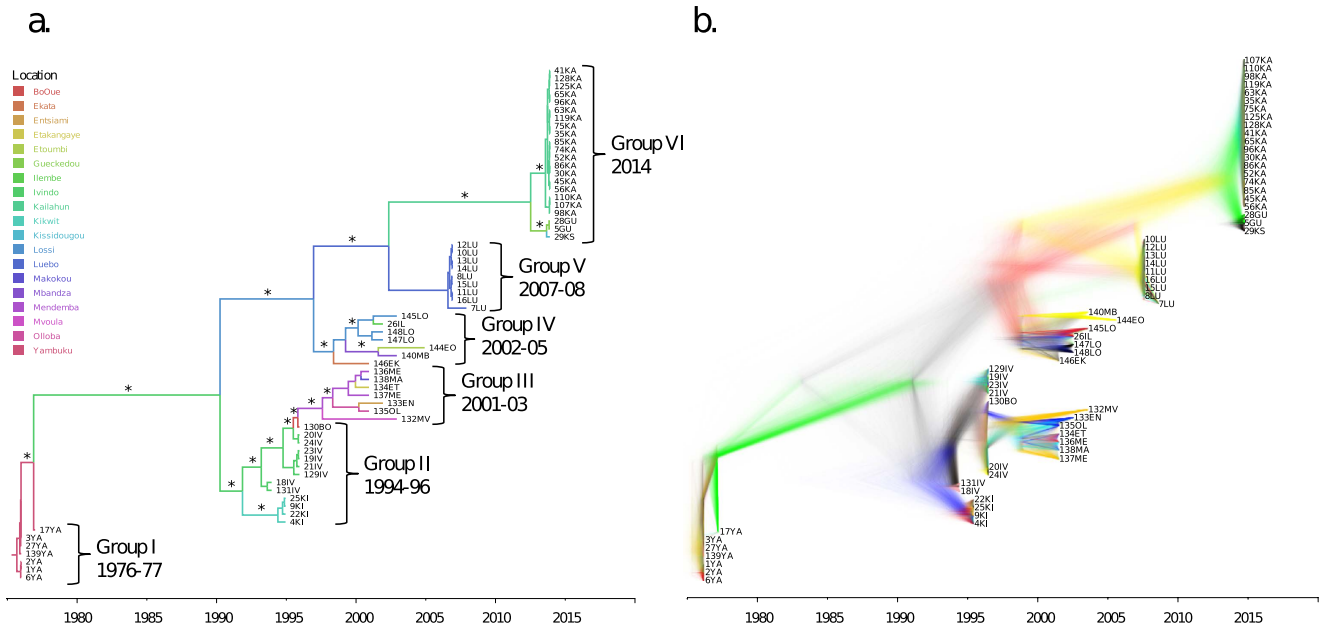 a.
Location
BoOue
Ekata
Entsiami
Etakangaye
Etoumbi
Gueckedou
Ilembe
Ivindo
Kailahun
Kikwit
Kissidougou
Lossi
Luebo
Makokou
Mbandza
Mendemba
Mvoula
Olloba
Yambuku
41KA
128KA
125KA
65KA
96KA
63KA
119KA
75KA
35KA
85KA
74KA
52KA
86KA
30KA
45KA
56KA
110KA
107KA
98KA
28GU
5GU
29KS
Group VI
2014
12LU
10LU
13LU
14LU
8LU
15LU
11LU
16LU
7LU
Group V
2007-08
145LO
26IL
148LO
147LO
144EO
140MB
146EK
Group IV
2002-05
136ME
138MA
134ET
137ME
133EN
135OL
132MV
Group III
2001-03
130BO
20IV
24IV
23IV
19IV
21IV
129IV
18IV
131IV
25KI
9KI
22KI
4KI
Group II
1994-96
17YA
3YA
27YA
139YA
2YA
1YA
6YA
Group I
1976-77
* * * * * * * * * * * * * * * * *
1980 1985 1990 1995 2000 2005 2010 2015
b.
107KA
110KA
98KA
119KA
63KA
35KA
75KA
125KA
128KA
41KA
65KA
96KA
30KA
86KA
52KA
74KA
85KA
45KA
56KA
28GU
5GU
29KS
10LU
12LU
13LU
14LU
11LU
16LU
15LU
8LU
7LU
140MB
144EO
145LO
26IL
147LO
148LO
146EK
129IV
19IV
23IV
21IV
130BO
132MV
133EN
135OL
134ET
136ME
138MA
137ME
20IV
24IV
131IV
18IV
22KI
25KI
9KI
4KI
17YA
3YA
27YA
139YA
1YA
2YA
6YA
1980 1985 1990 1995 2000 2005 2010 2015